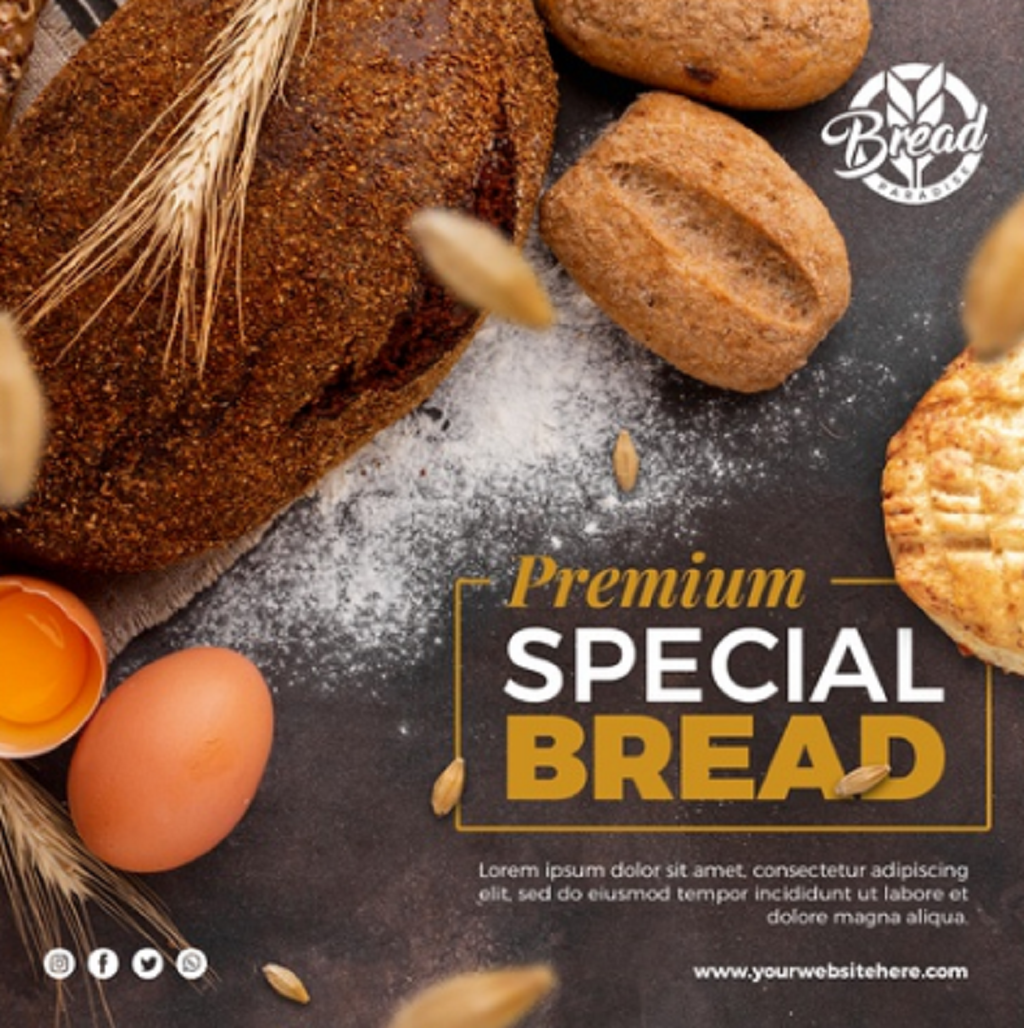 Bread
PARADISE
Premium
SPECIAL
BREAD
Lorem ipsum dolor sit amet, consectetur adipiscing
elit, sed do eiusmod tempor incididunt ut labore et
dolore magna aliqua.
www.yourwebsitehere.com